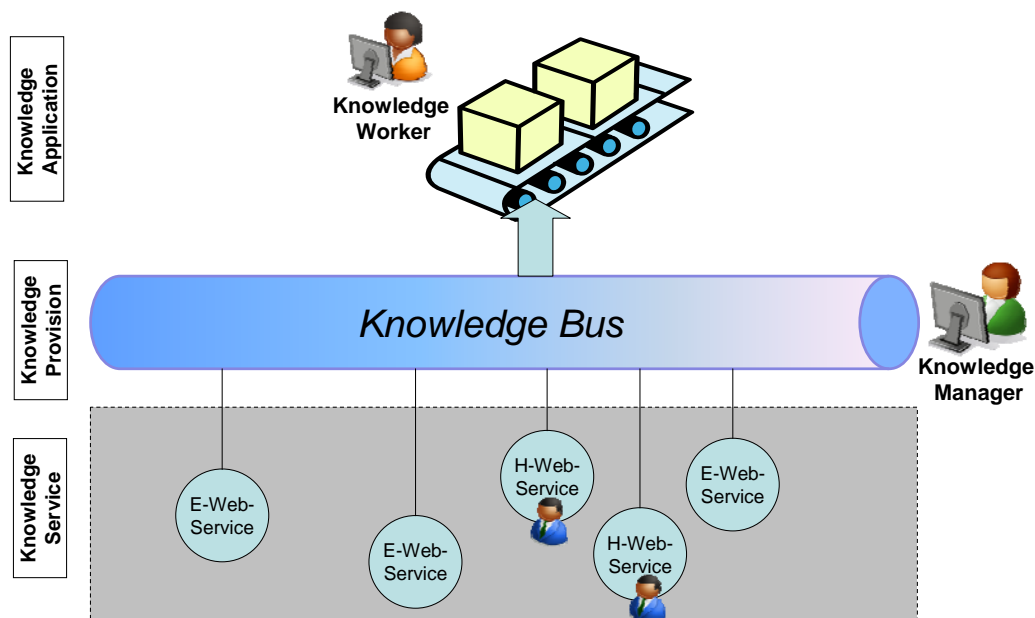 Knowledge
Application
Knowledge
Worker
Knowledge
Provision
Knowledge Bus
Knowledge
Manager
Knowledge
Service
E-Web-
Service
E-Web-
Service
H-Web-
Service
H-Web-
Service
E-Web-
Service